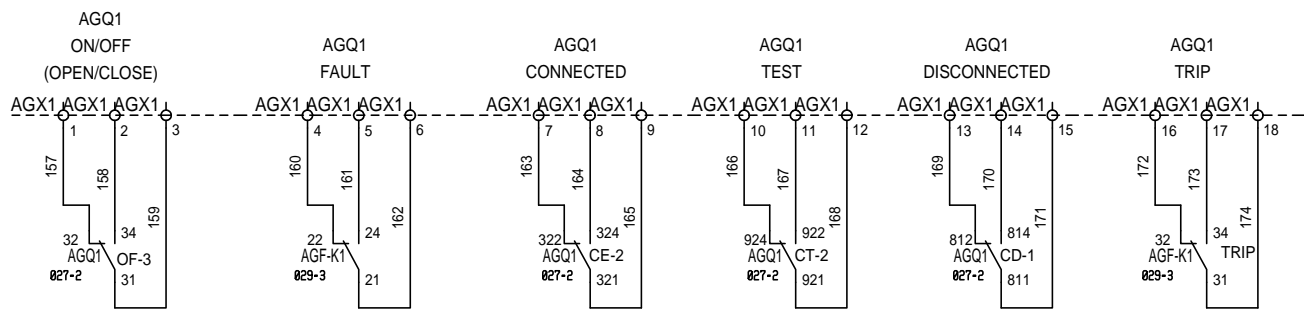 AGQ1
ON/OFF
(OPEN/CLOSE)
AGQ1
FAULT
AGQ1
CONNECTED
AGQ1
TEST
AGQ1
DISCONNECTED
AGQ1
TRIP
AGX1 AGX1 AGX1 AGX1 AGX1 AGX1 AGX1 AGX1 AGX1 AGX1 AGX1 AGX1 AGX1 AGX1 AGX1 AGX1 AGX1 AGX1
1 2 3 4 5 6 7 8 9 10 11 12 13 14 15 16 17 18
157 158 159 160 161 162 163 164 165 166 167 168 169 170 171 172 173 174
32 34 22 24 322 324 924 922 812 814 32 34
AGQ1 OF-3 AGF-K1 AGQ1 CE-2 AGQ1 CT-2 AGQ1 CD-1 AGF-K1 TRIP
027-2 31 029-3 21 027-2 321 027-2 921 027-2 811 029-3 31